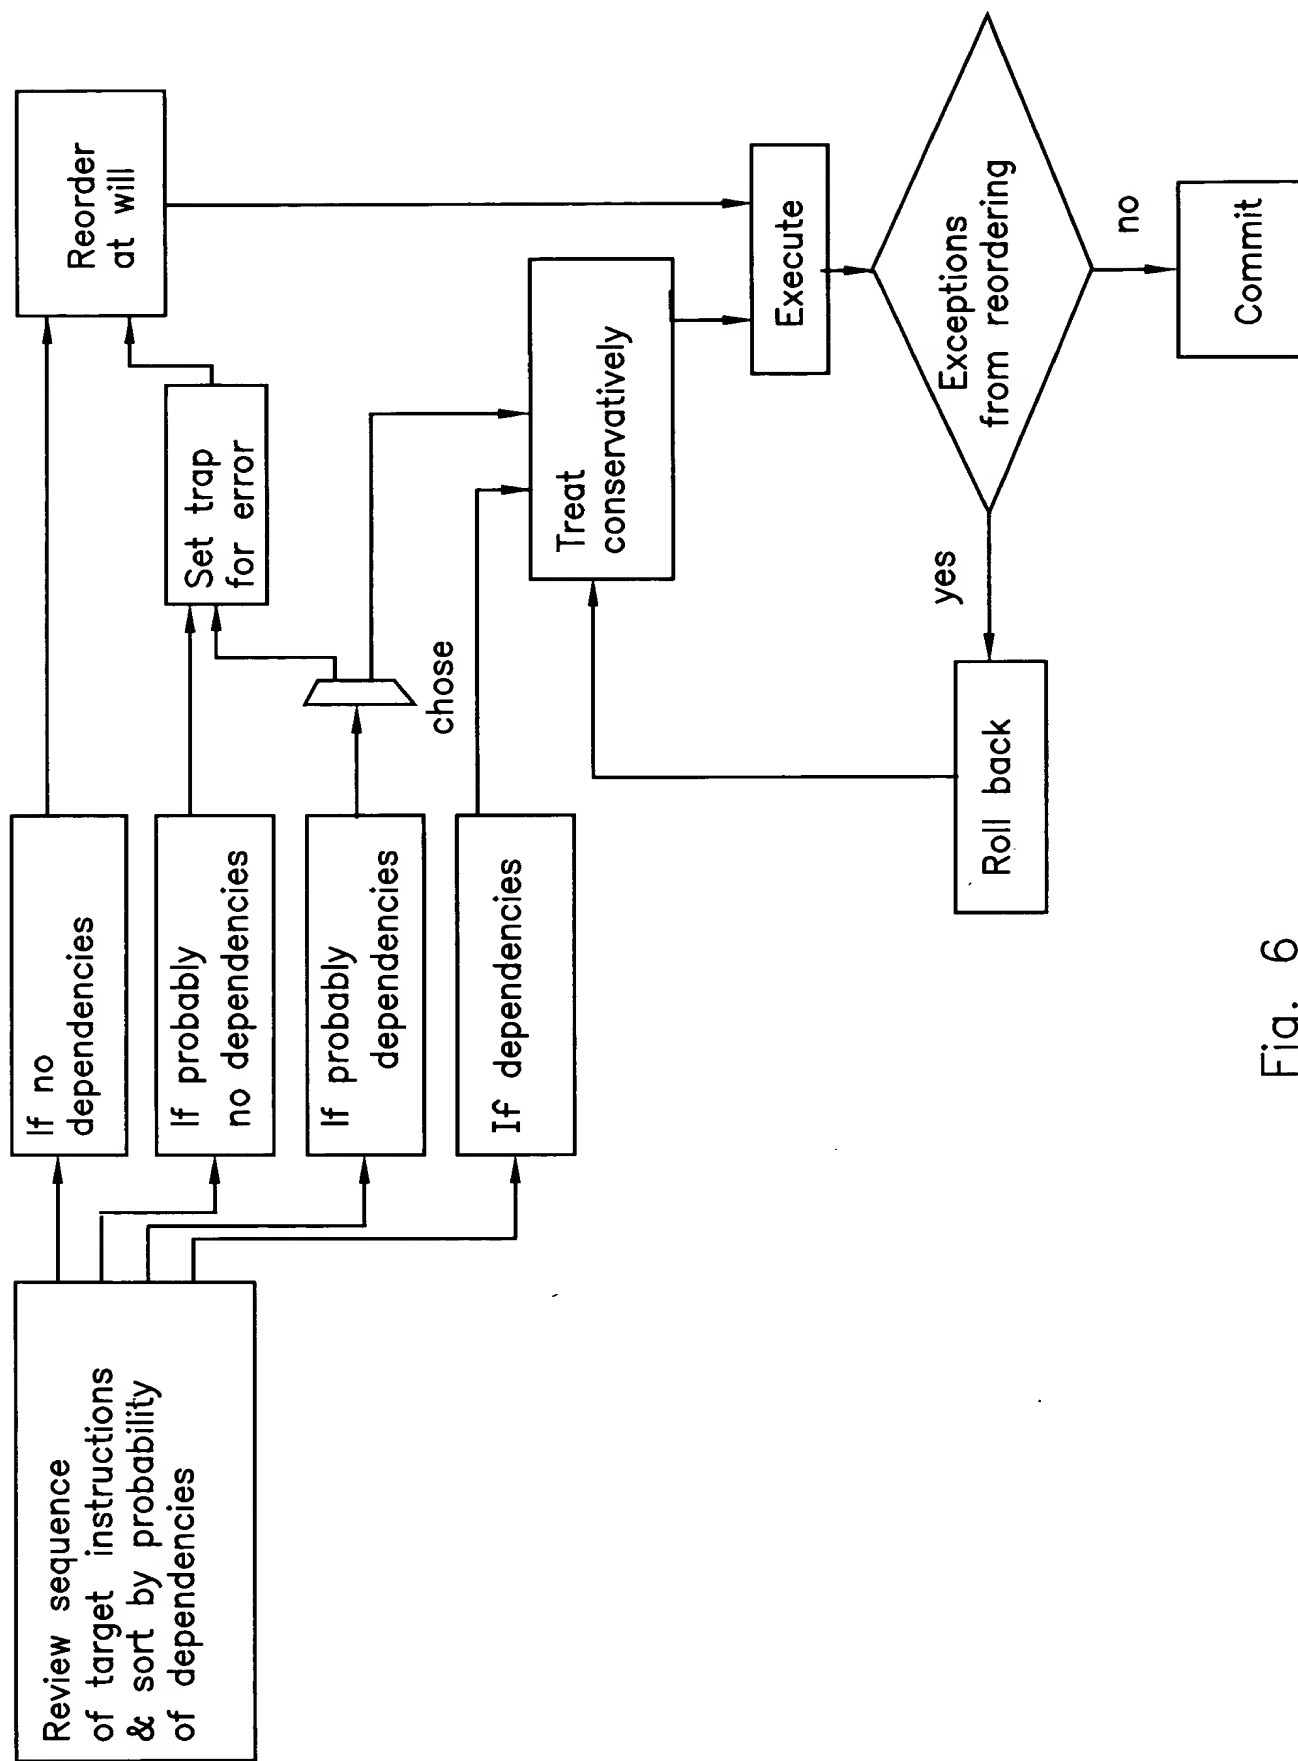 Review sequence
of target instructions
& sort by probability
of dependencies
If no
dependencies
If probably
no dependencies
If probably
dependencies
If dependencies
chose
Set trap
for error
Reorder
at will
Treat
conservatively
Execute
Exceptions
from reordering
yes
no
Roll back
Commit
Fig. 6